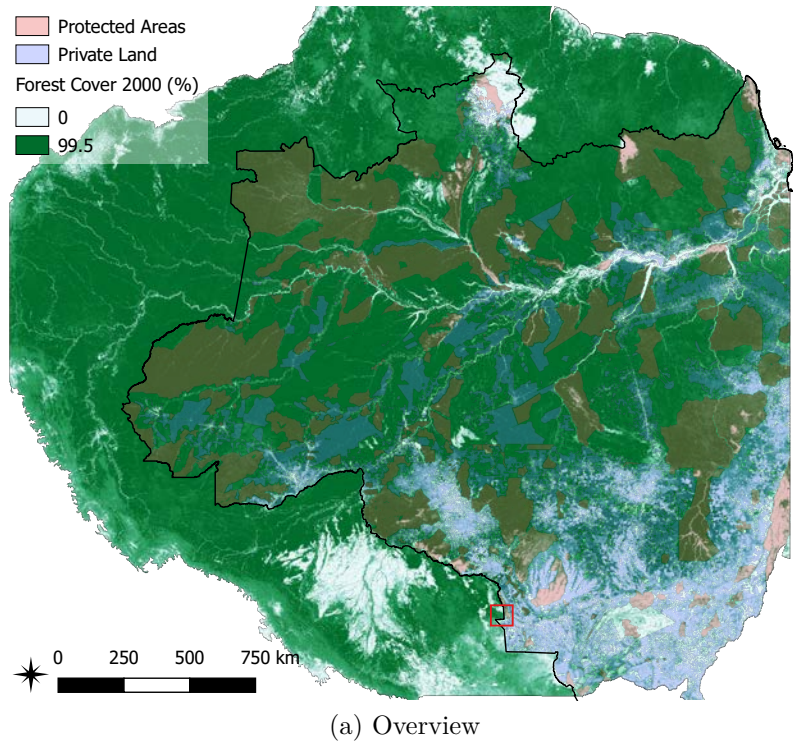 Protected Areas
Private Land
Forest Cover 2000 (%)
0
99.5
0 250 500 750 km
(a) Overview